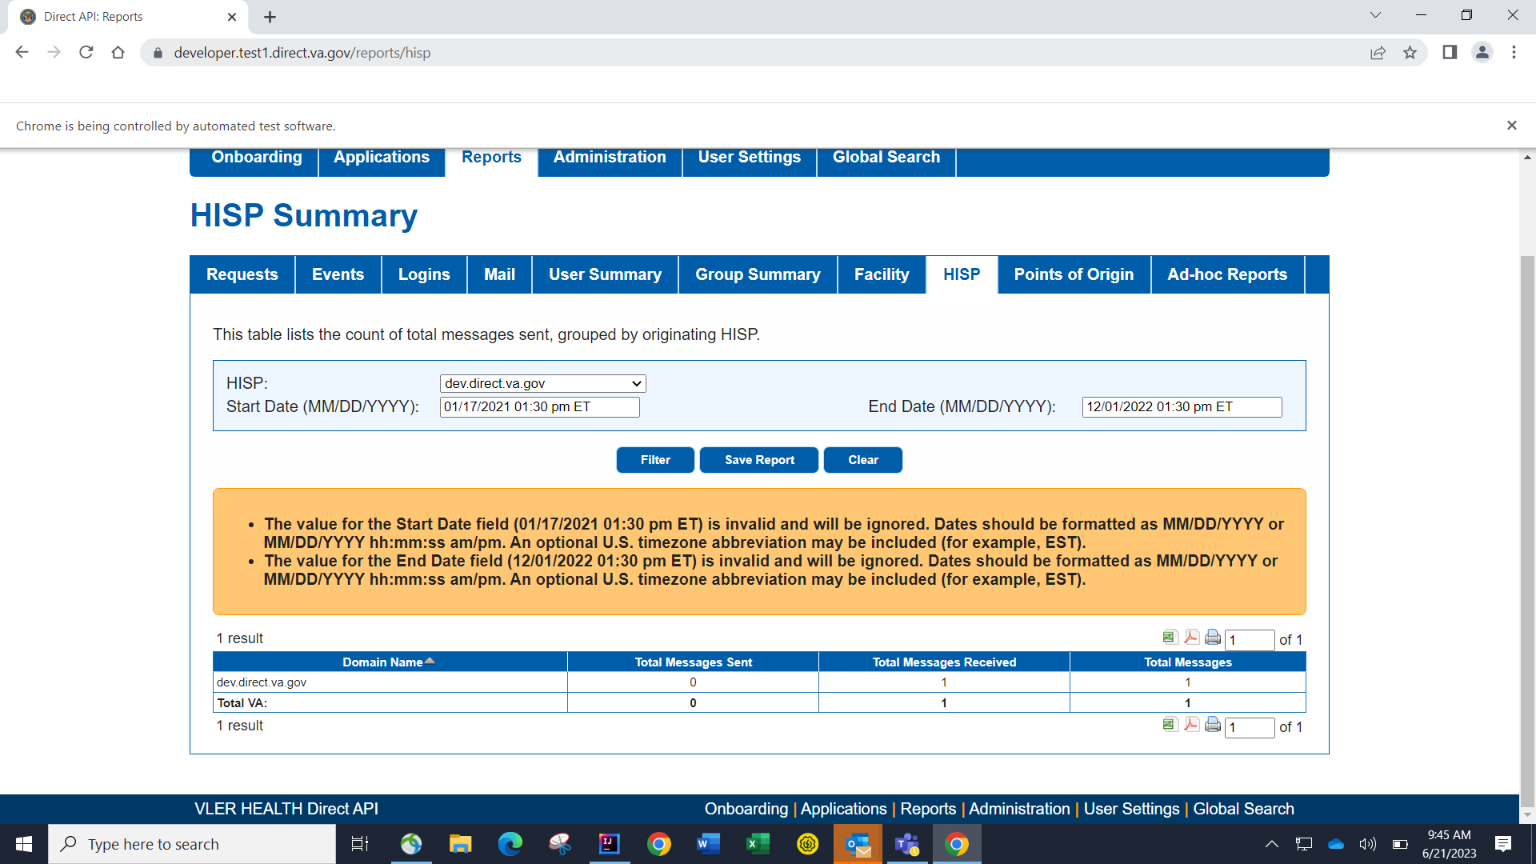 Direct API: Reports
developer.test1.direct.va.gov/reports/hisp
Chrome is being controlled by automated test software.
Onboarding Applications Reports Administration User Settings Global Search
HISP Summary
Requests Events Logins Mail User Summary Group Summary Facility HISP Points of Origin Ad-hoc Reports
This table lists the count of total messages sent, grouped by originating HISP.
HISP: dev.direct.va.gov
Start Date (MM/DD/YYYY): 01/17/2021 01:30 pm ET End Date (MM/DD/YYYY): 12/01/2022 01:30 pm ET
Filter Save Report Clear
• The value for the Start Date field (01/17/2021 01:30 pm ET) is invalid and will be ignored. Dates should be formatted as MM/DD/YYYY or
MM/DD/YYYY hh:mm:ss am/pm. An optional U.S. timezone abbreviation may be included (for example, EST).
• The value for the End Date field (12/01/2022 01:30 pm ET) is invalid and will be ignored. Dates should be formatted as MM/DD/YYYY or
MM/DD/YYYY hh:mm:ss am/pm. An optional U.S. timezone abbreviation may be included (for example, EST).
1 result 1 of 1
Domain Name Total Messages Sent Total Messages Received Total Messages
dev.direct.va.gov 0 1 1
Total VA: 0 1 1
1 result 1 of 1
VLER HEALTH Direct API Onboarding | Applications | Reports | Administration | User Settings | Global Search
Type here to search
9:45 AM
6/21/2023